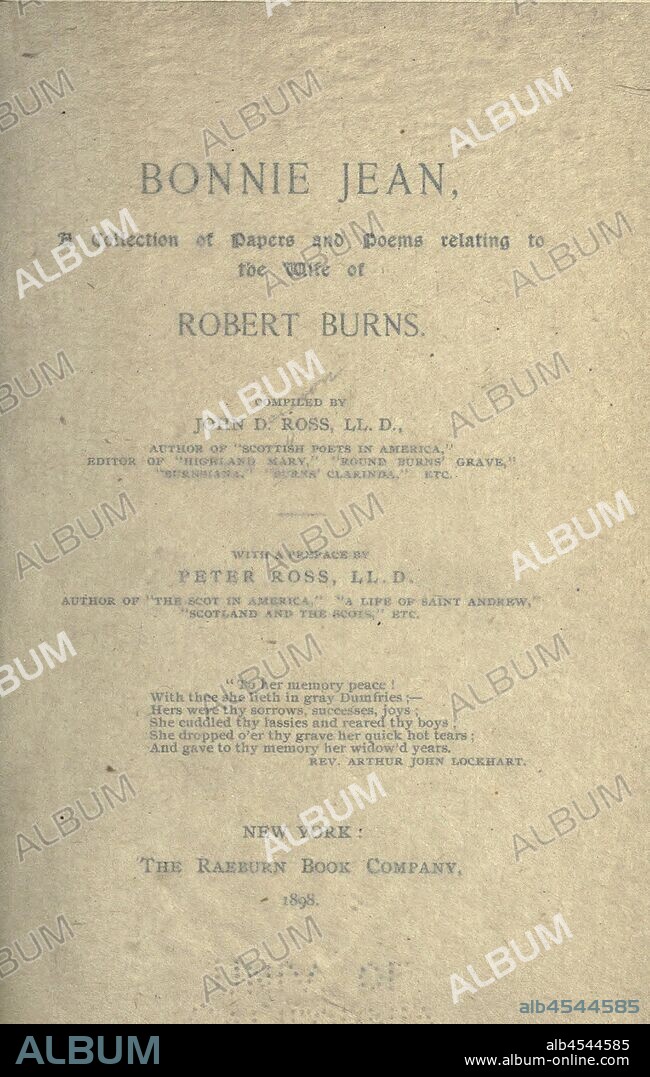 BONNIE JEAN,
A Collection of Papers and Poems relating to
the Wife of
ROBERT BURNS.
COMPILED BY
JOHN D. ROSS, LL. D.,
AUTHOR OF "SCOTTISH POETS IN AMERICA,"
EDITOR OF "HIGHLAND MARY," "ROUND BURNS' GRAVE,"
"BURNSIANA," "BURNS' CLARINDA," ETC.
WITH A PREFACE BY
PETER ROSS, LL. D.
AUTHOR OF "THE SCOT IN AMERICA," "A LIFE OF SAINT ANDREW,"
"SCOTLAND AND THE SCOTS," ETC.
"To her memory peace!
With thee she lieth in gray Dumfries;—
Hers were thy sorrows, successes, joys;
She cuddled thy lassies and reared thy boys;
She dropped o'er thy grave her quick hot tears;
And gave to thy memory her widow'd years.
REV. ARTHUR JOHN LOCKHART.
NEW YORK:
THE RAEBURN BOOK COMPANY,
1898.
alb4544585
ALBUM
alb4544585
www.album-online.com